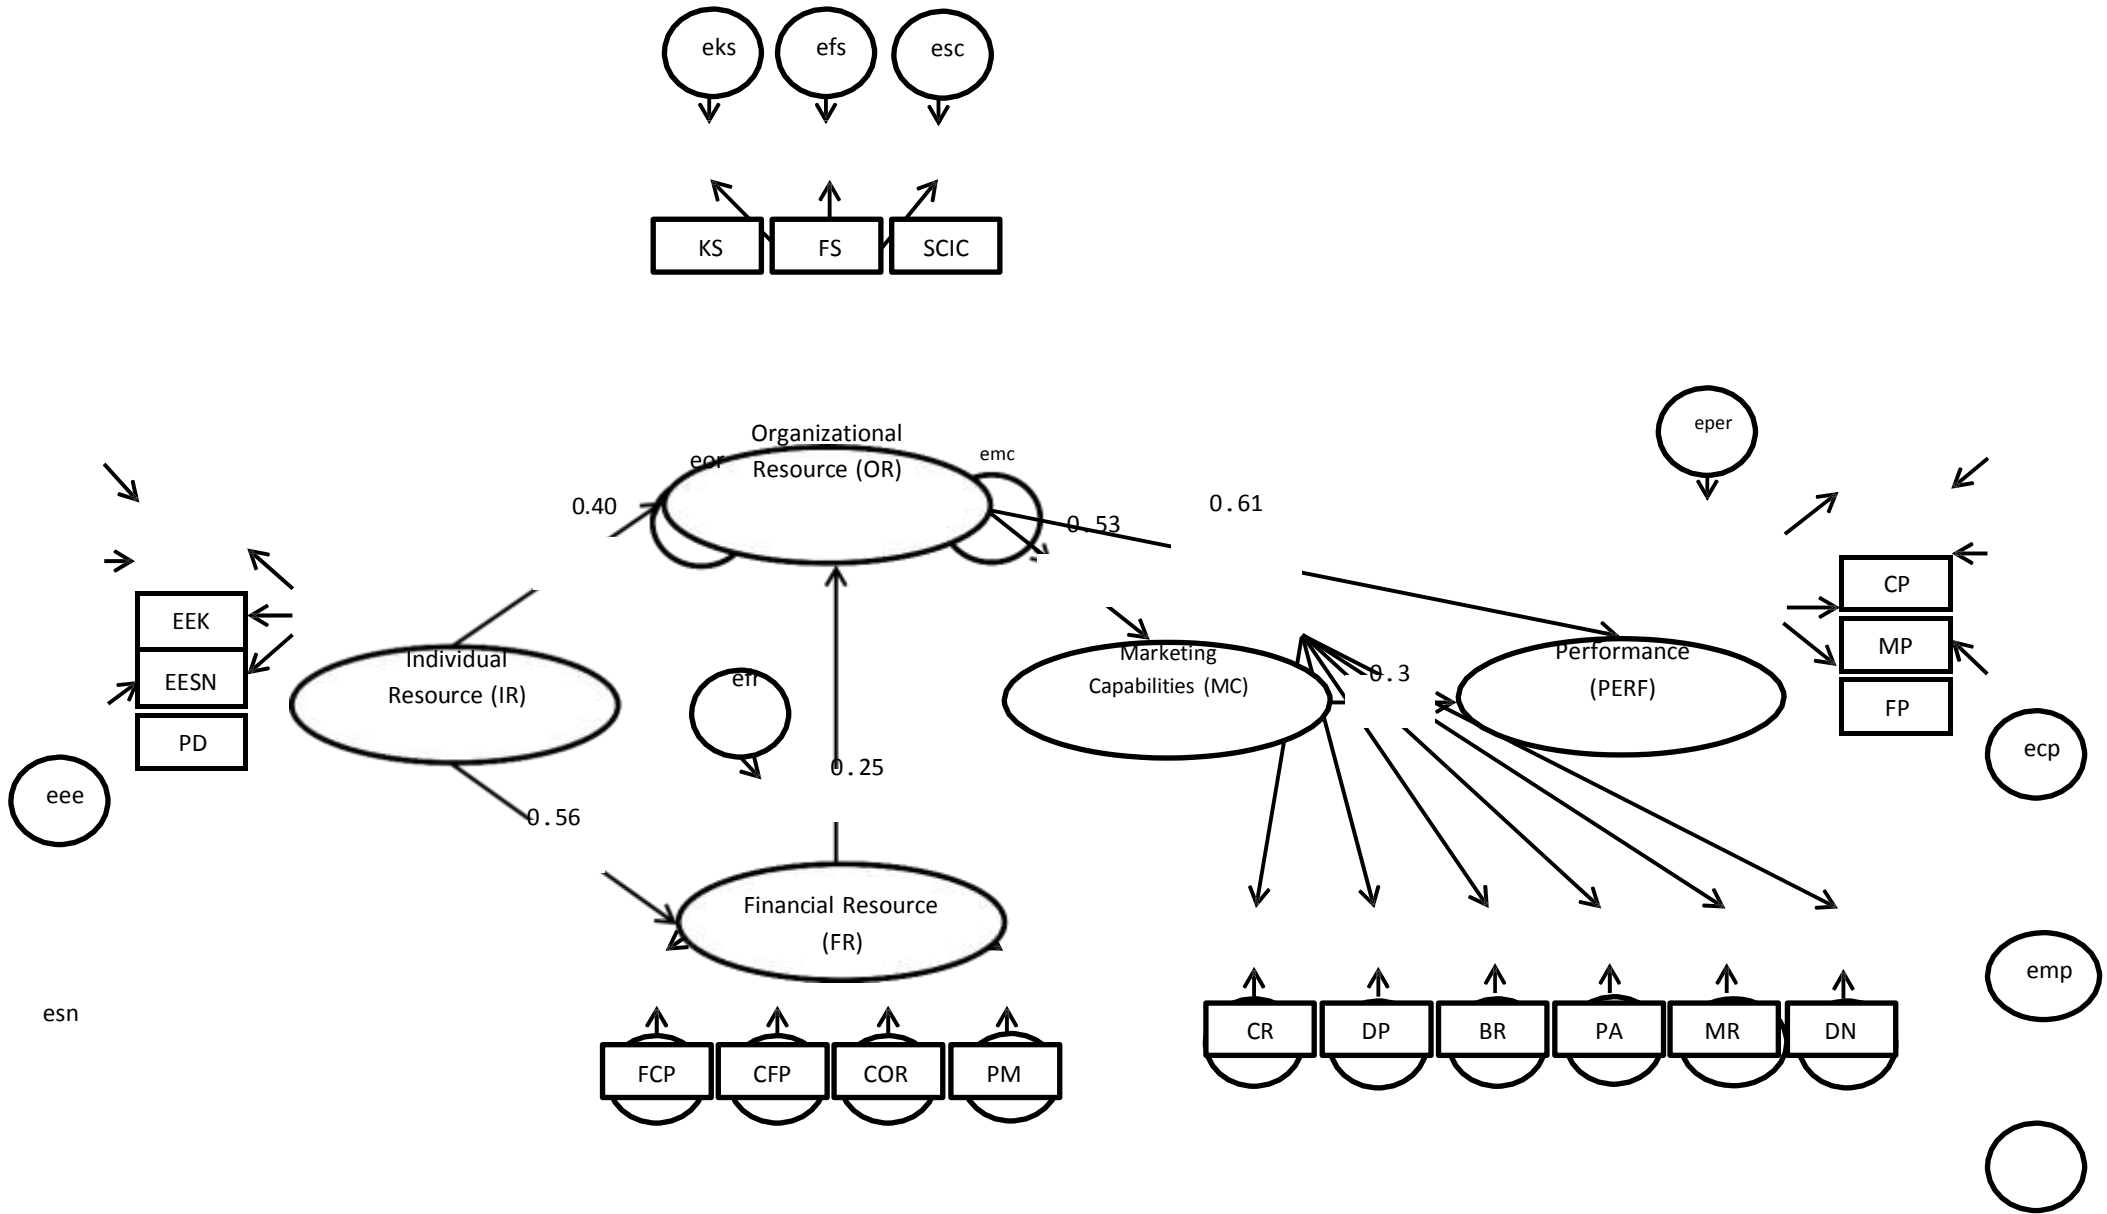 eks
efs
esc
KS
FS
SCIC
eper
Organizational
Resource (OR)
eor
emc
0.40
0.53
0.61
EEK
EESN
PD
Individual
Resource (IR)
Marketing
Capabilities (MC)
0.3
Performance
(PERF)
CP
MP
FP
ecp
eee
0.25
0.56
Financial Resource
(FR)
emp
esn
FCP
CFP
COR
PM
CR
DP
BR
PA
MR
DN